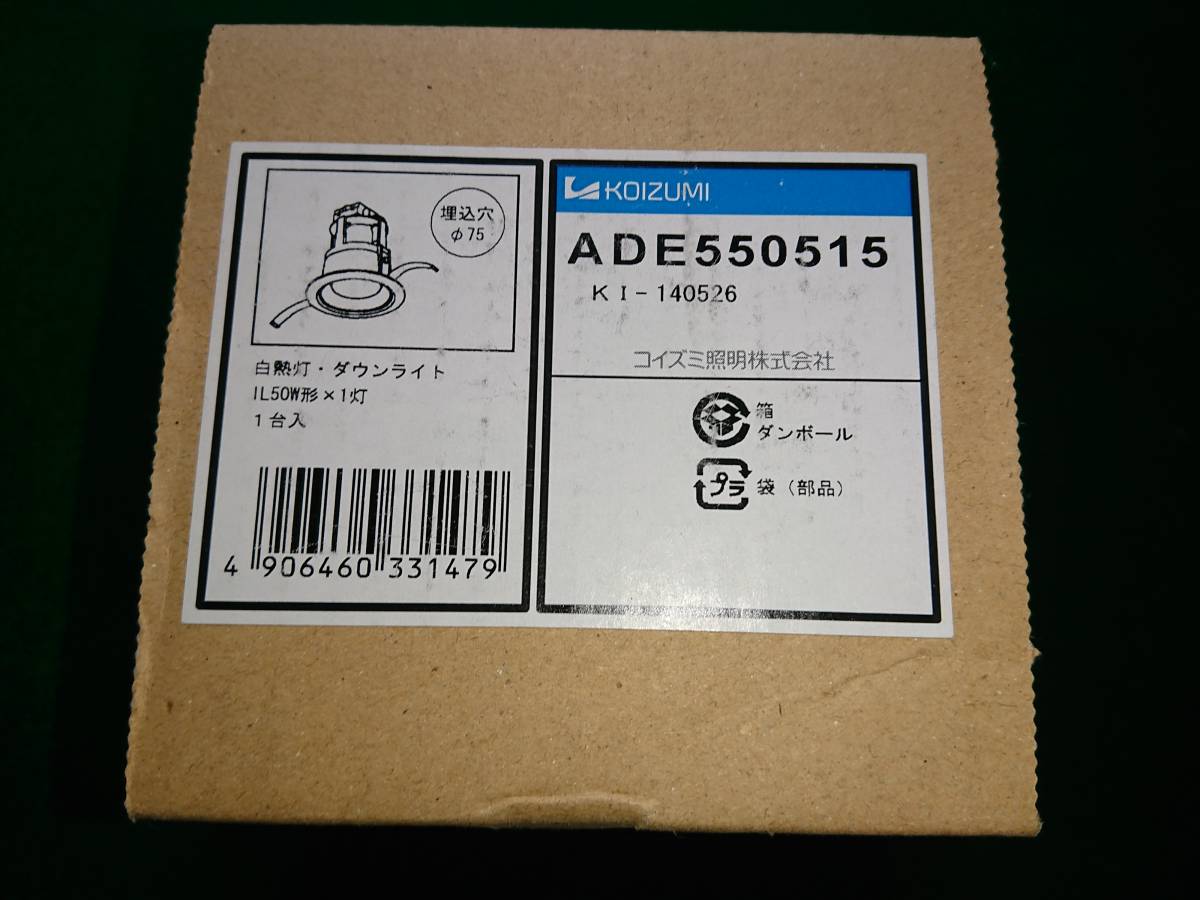 埋込穴
φ75
白熱灯・ダウンライト
IL50W形×1灯
1台入
4 906460 331479
KOIZUMI
ADE550515
KI-140526
コイズミ照明株式会社
箱
ダンボール
プラ
袋（部品）